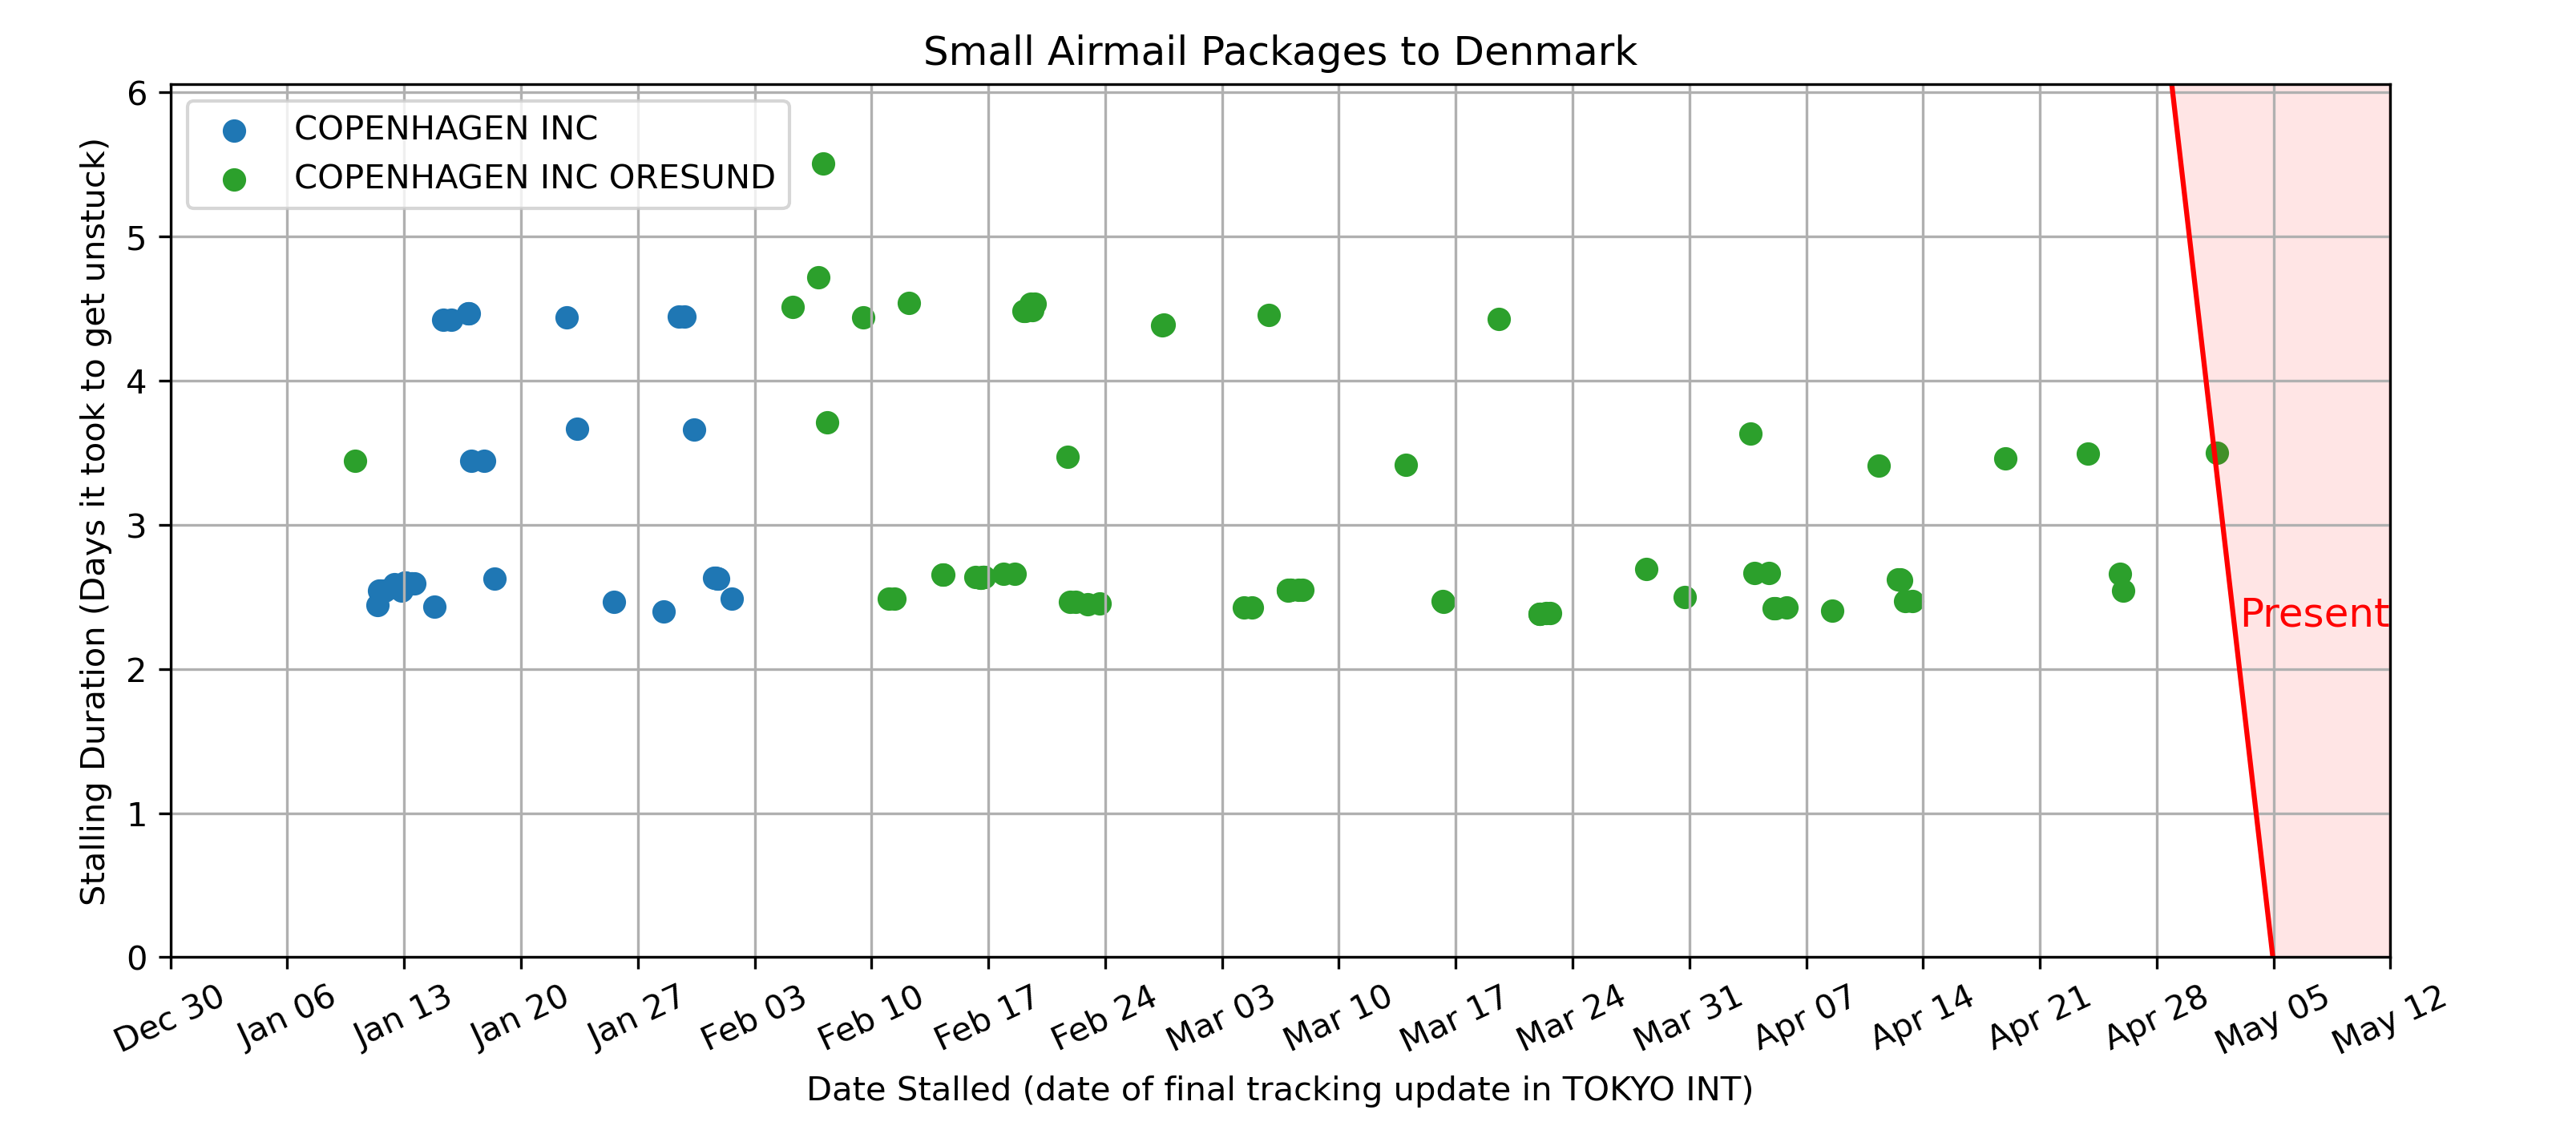 Small Airmail Packages to Denmark
COPENHAGEN INC
COPENHAGEN INC ORESUND
Stalling Duration (Days it took to get unstuck)
6
5
4
3
2
1
0
Present
Dec 30
Jan 06
Jan 13
Jan 20
Jan 27
Feb 03
Feb 10
Feb 17
Feb 24
Mar 03
Mar 10
Mar 17
Mar 24
Mar 31
Apr 07
Apr 14
Apr 21
Apr 28
May 05
May 12
Date Stalled (date of final tracking update in TOKYO INT)